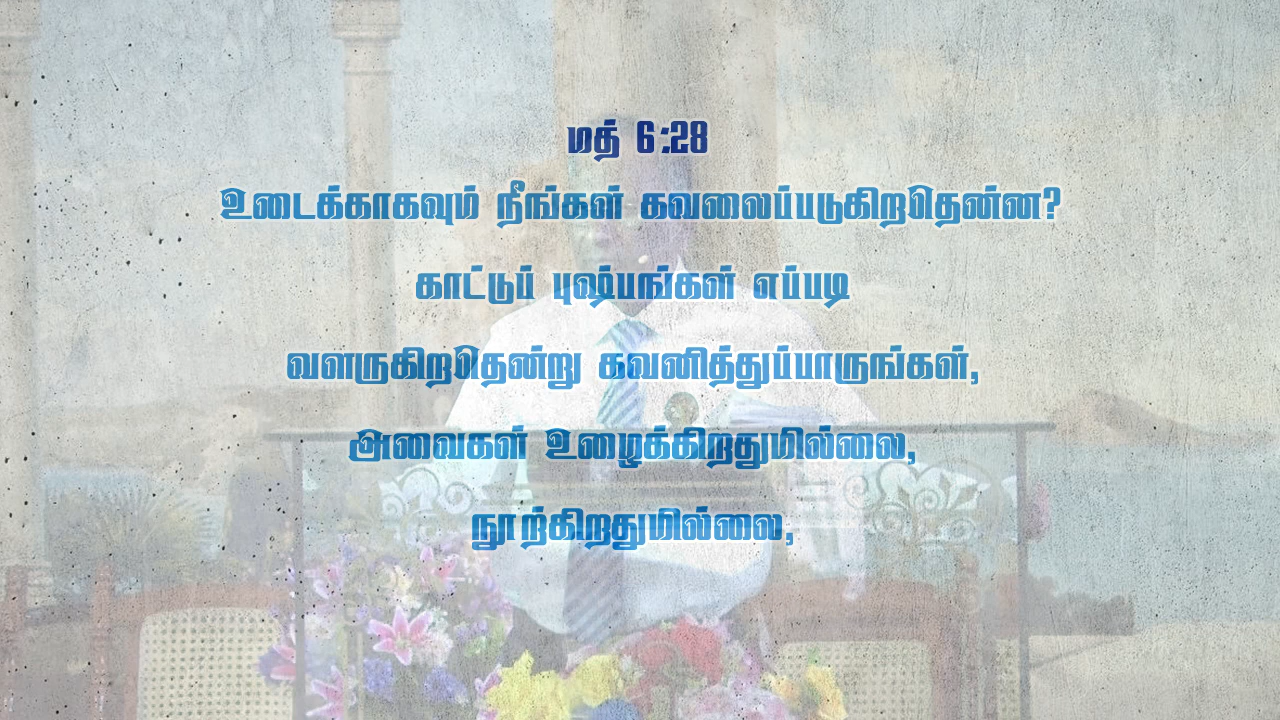 மத் 6:28
உடைக்காகவும் நீங்கள் கவலைப்படுகிறதென்ன?
காட்டுப் புஷ்பங்கள் எப்படி
வளருகிறதென்று கவனித்துப்பாருங்கள்,
அவைகள் உழைக்கிறதுமில்லை,
நூற்கிறதுமில்லை,